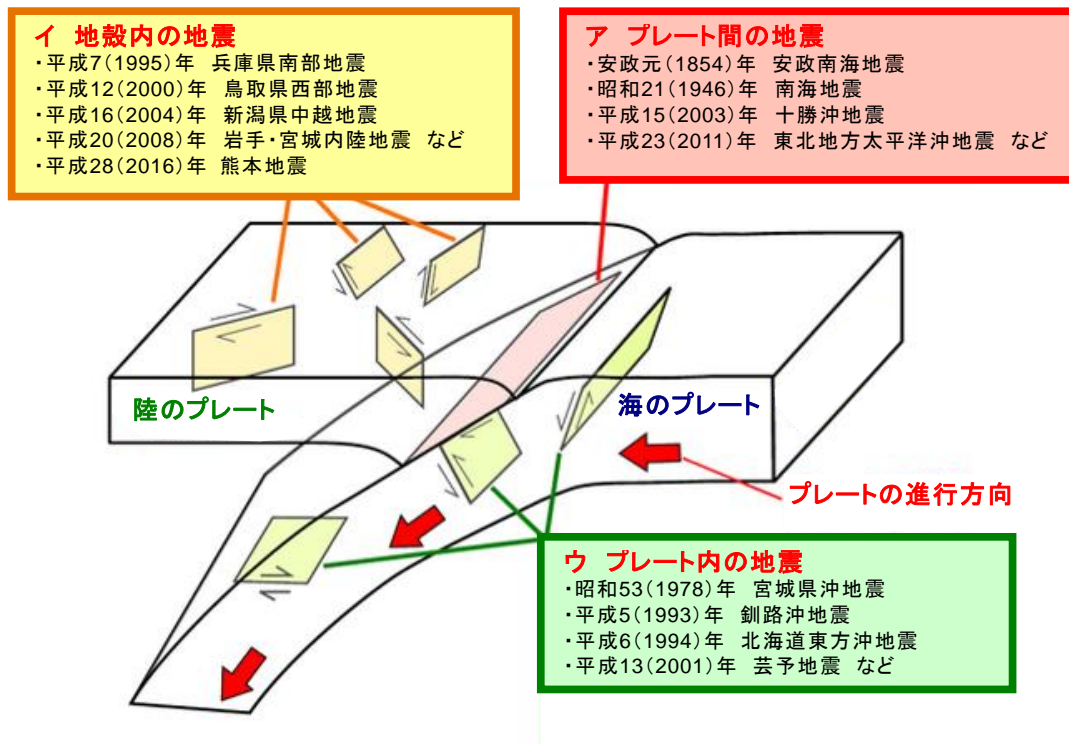 イ 地殻内の地震
・平成7(1995)年 兵庫県南部地震
・平成12(2000)年 鳥取県西部地震
・平成16(2004)年 新潟県中越地震
・平成20(2008)年 岩手・宮城内陸地震 など
・平成28(2016)年 熊本地震
ア プレート間の地震
・安政元(1854)年 安政南海地震
・昭和21(1946)年 南海地震
・平成15(2003)年 十勝沖地震
・平成23(2011)年 東北地方太平洋沖地震 など
陸のプレート
海のプレート
プレートの進行方向
ウ プレート内の地震
・昭和53(1978)年 宮城県沖地震
・平成5(1993)年 釧路沖地震
・平成6(1994)年 北海道東方沖地震
・平成13(2001)年 芸予地震 など